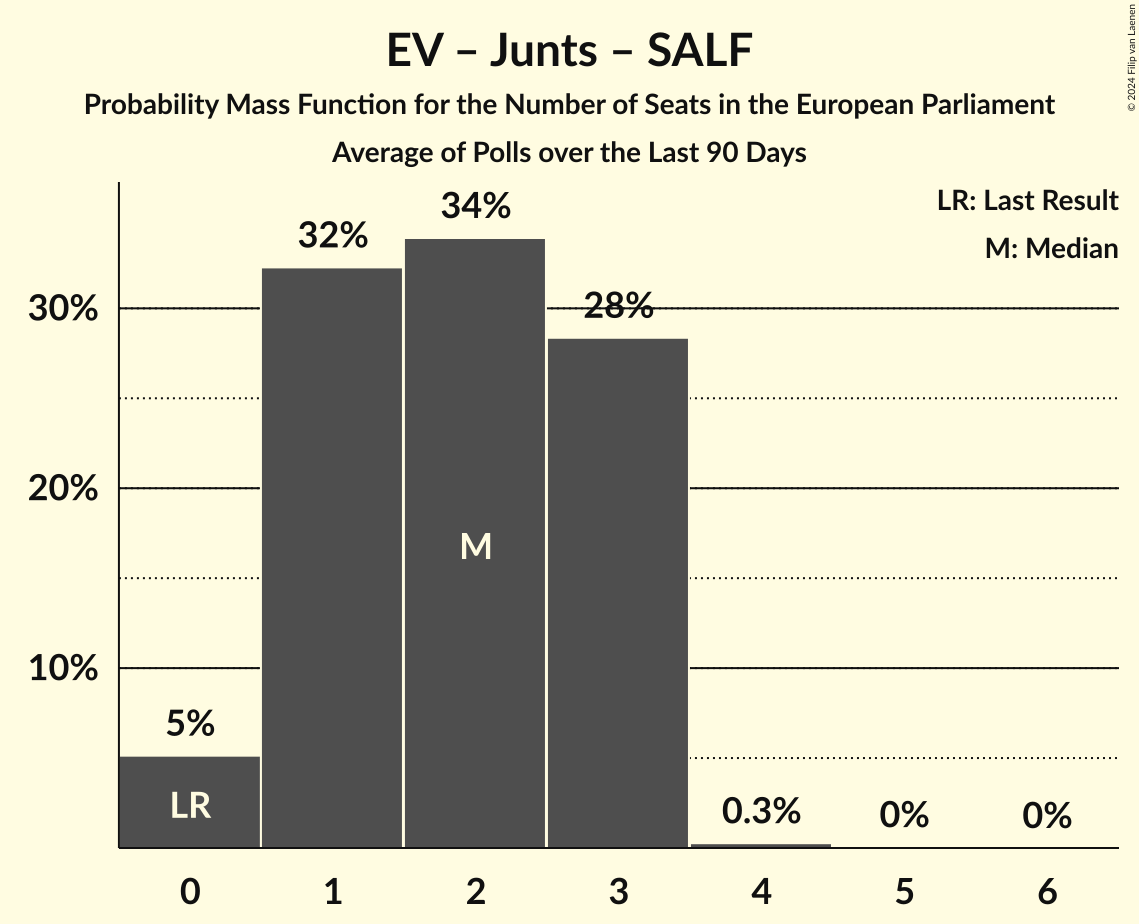 EV – Junts – SALF
Probability Mass Function for the Number of Seats in the European Parliament
Average of Polls over the Last 90 Days
© 2024 Filip van Laenen
LR: Last Result
M: Median
34%
32%
28%
30%
20%
M
10%
5%
LR
0.3%
0%
0%
0
1
2
3
4
5
6